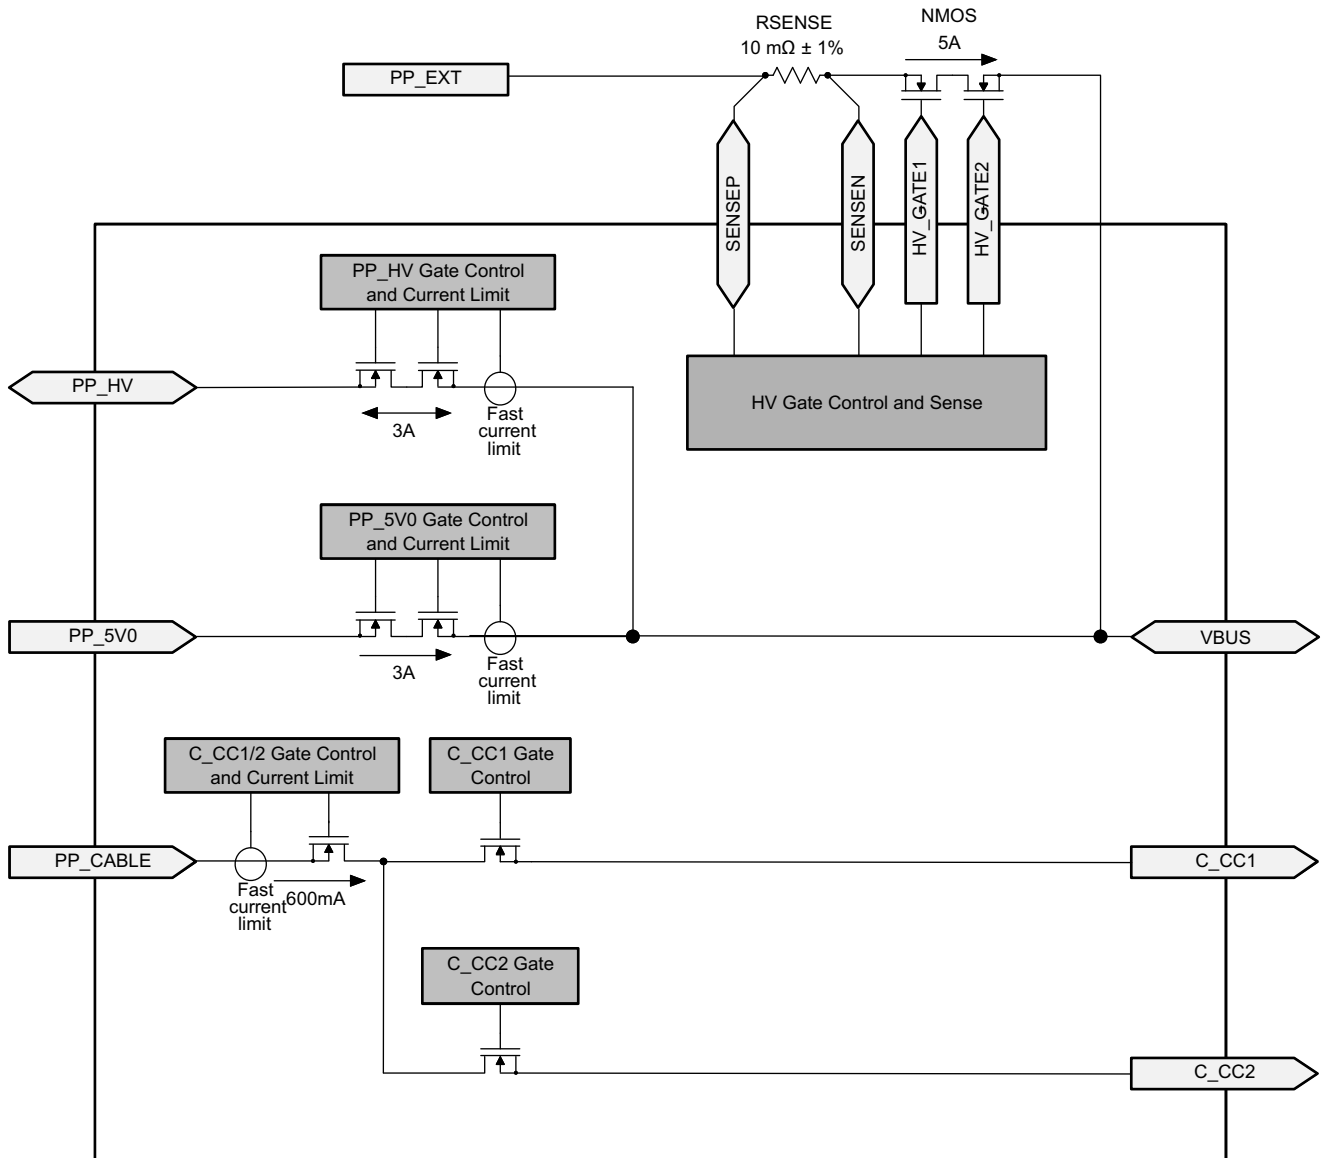 RSENSE
10 mΩ ± 1%
NMOS
5A
PP_EXT
SENSEP
SENSEN
HV_GATE1
HV_GATE2
PP_HV Gate Control
and Current Limit
PP_HV
3A
Fast
current
limit
HV Gate Control and Sense
PP_5V0 Gate Control
and Current Limit
PP_5V0
3A
Fast
current
limit
VBUS
C_CC1/2 Gate Control
and Current Limit
C_CC1 Gate
Control
PP_CABLE
Fast
current
limit
600mA
C_CC1
C_CC2 Gate
Control
C_CC2